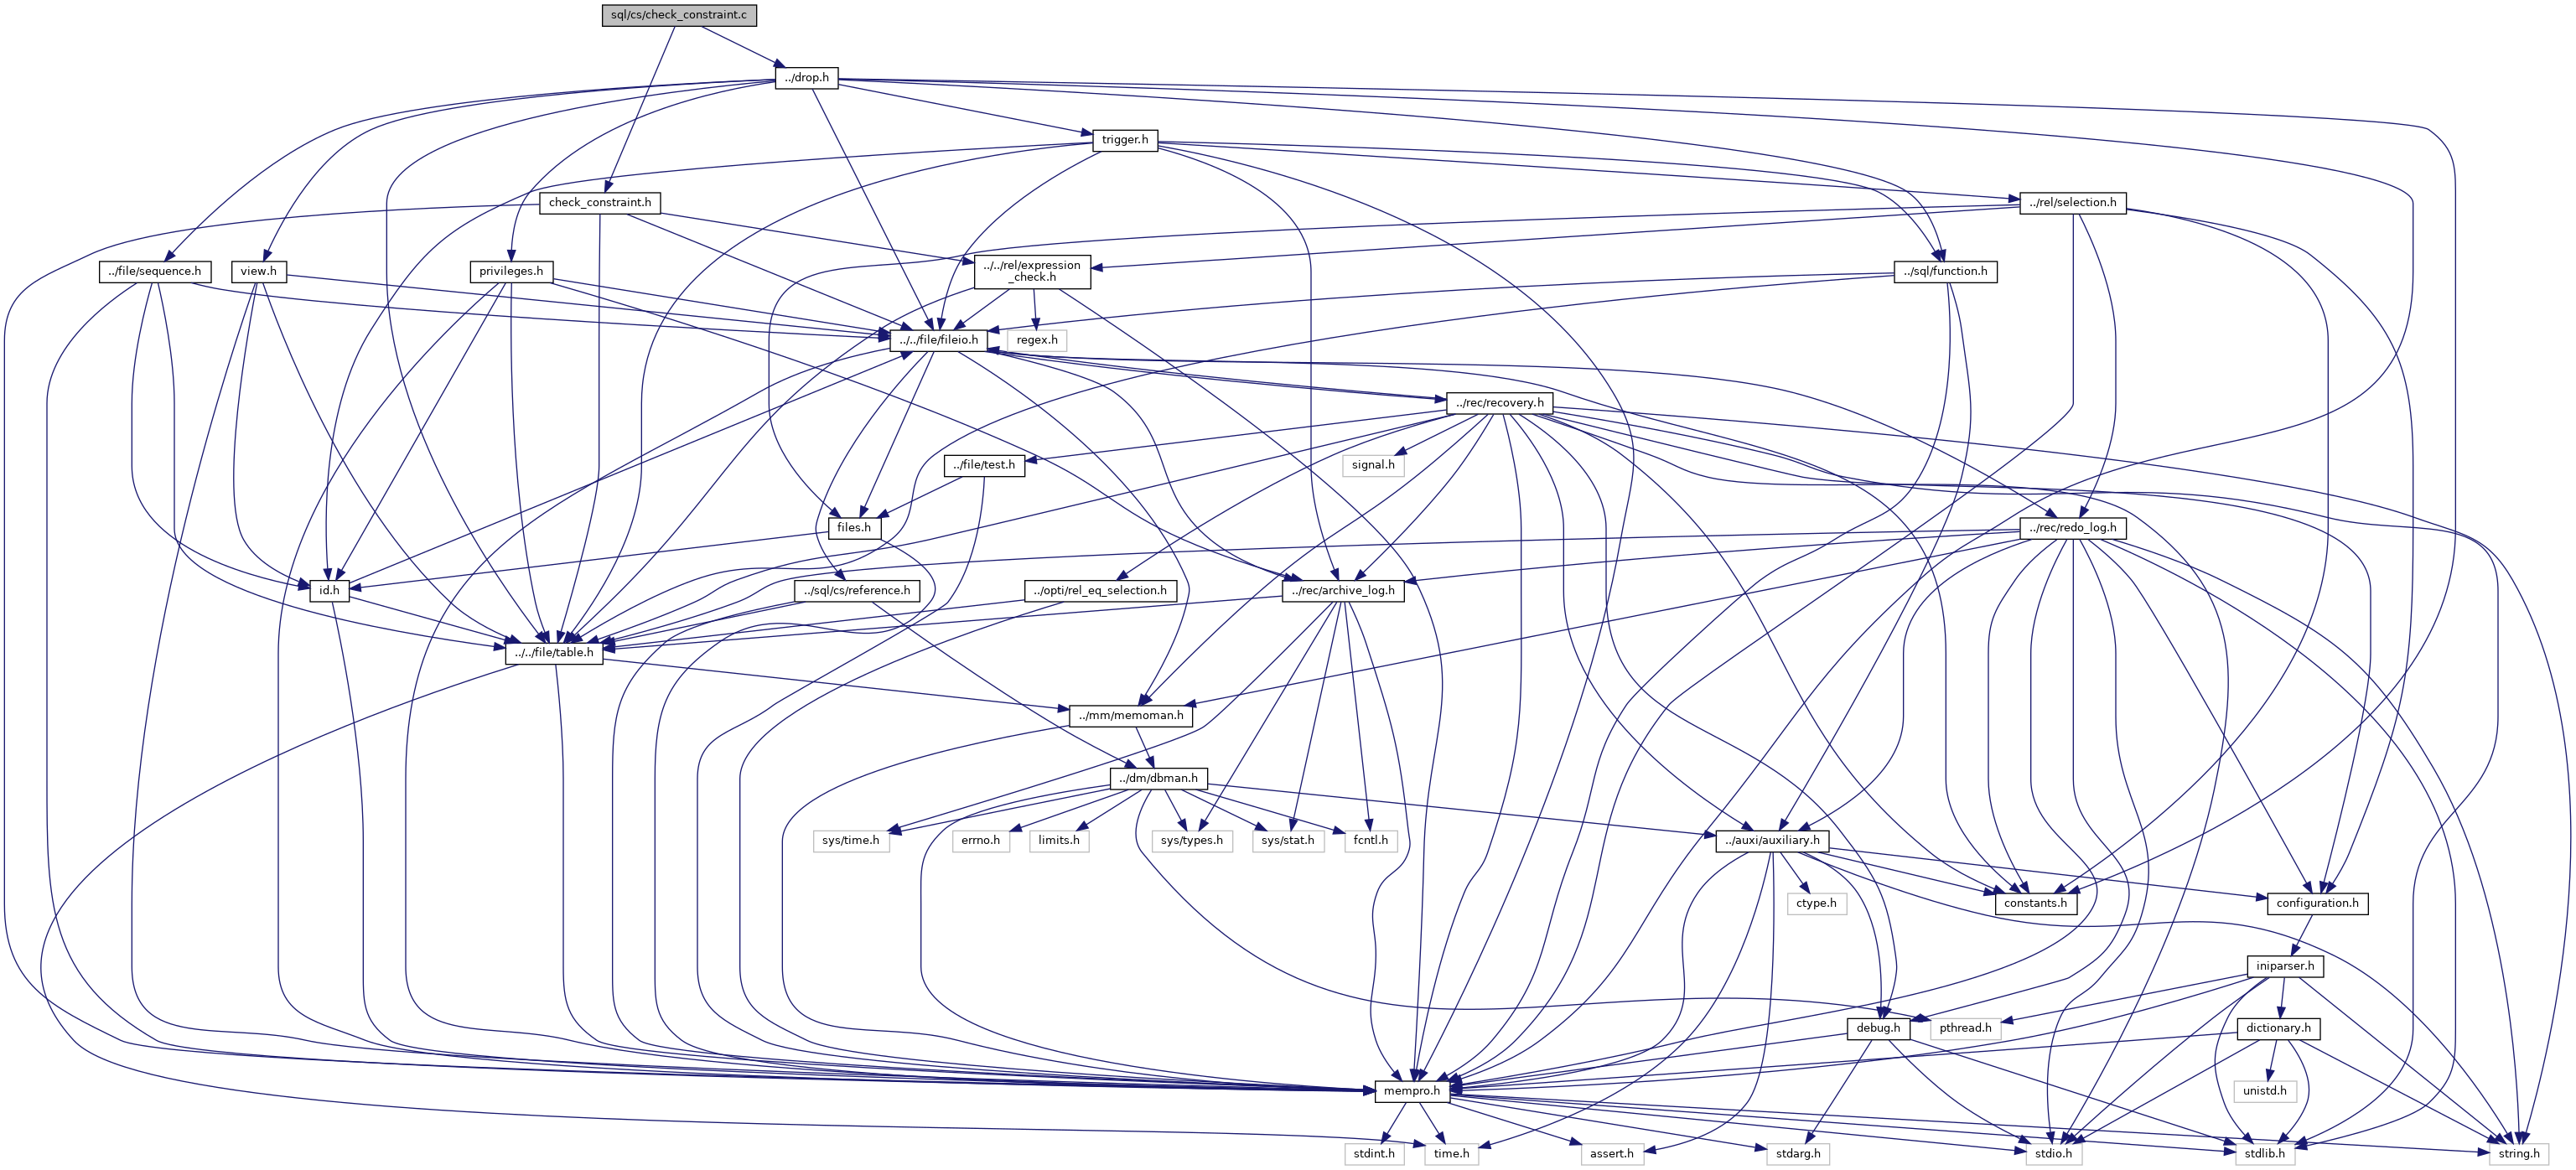 sql/cs/check_constraint.c
../drop.h
trigger.h
check_constraint.h
../rel/selection.h
../file/sequence.h
view.h
privileges.h
../../rel/expression
_check.h
../sql/function.h
../../file/fileio.h
regex.h
../rec/recovery.h
../file/test.h
signal.h
files.h
../rec/redo_log.h
id.h
../sql/cs/reference.h
../opti/rel_eq_selection.h
../rec/archive_log.h
../../file/table.h
../mm/memoman.h
../dm/dbman.h
sys/time.h
errno.h
limits.h
sys/types.h
sys/stat.h
fcntl.h
../auxi/auxiliary.h
ctype.h
constants.h
configuration.h
iniparser.h
debug.h
pthread.h
dictionary.h
mempro.h
unistd.h
stdint.h
time.h
assert.h
stdarg.h
stdio.h
stdlib.h
string.h